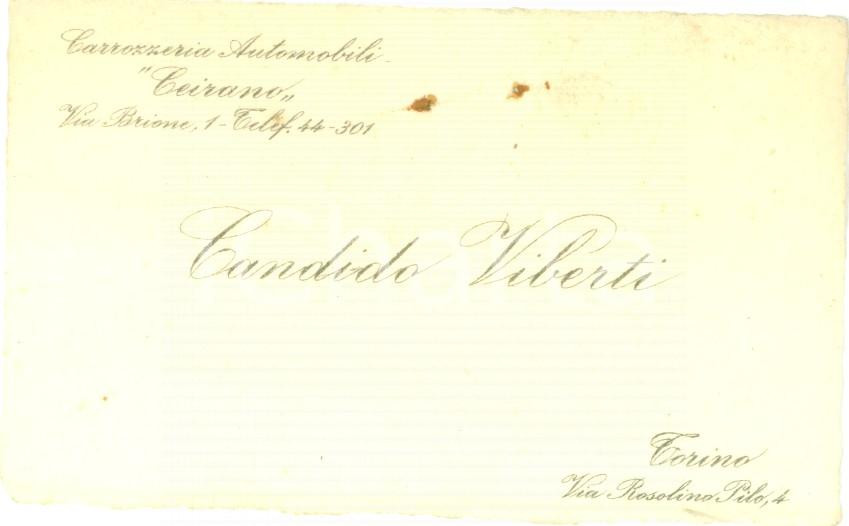 Carrozzeria Automobili
"Ceirano„
Via Brione, 1 - Telef. 44-301
Candido Viberti
Torino
Via Rosolino Pilo, 4